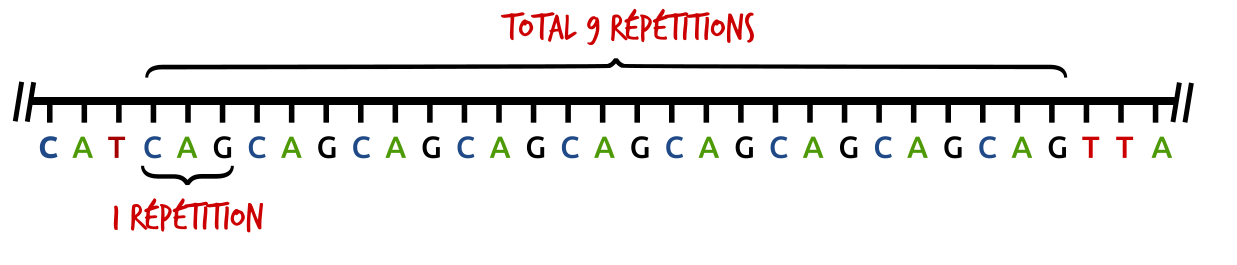 TOTAL 9 RÉPÉTITIONS
C A T C A G C A G C A G C A G C A G C A G C A G C A G C A G T T A
1 RÉPÉTITION